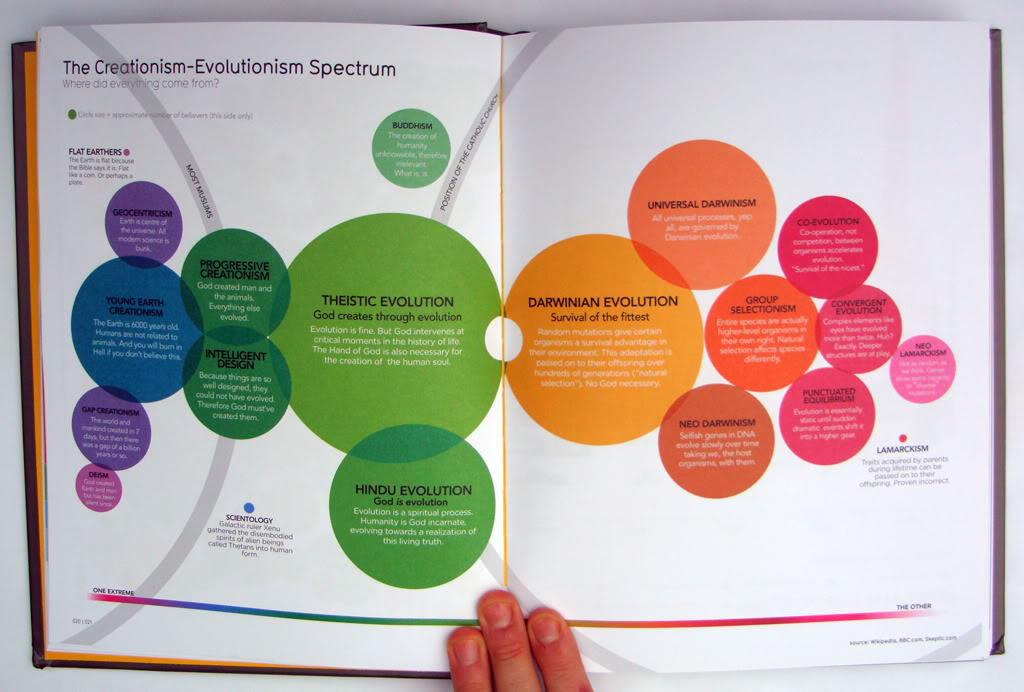 The Creationism-Evolutionism Spectrum
Where did everything come from?
Circle size = approximate number of believers (this side only)
FLAT EARTHERS
The Earth is flat because
the Bible says it is. Flat
like a coin. Or perhaps a
plate.
MOST MUSLIMS
POSITION OF THE CATHOLIC CHURCH
BUDDHISM
The creation of
humanity
unknowable, therefore
irrelevant.
What is, is.
GEOCENTRICISM
Earth is centre of
the universe. All
modern science is
bunk.
PROGRESSIVE
CREATIONISM
God created man and
the animals.
Everything else
evolved.
YOUNG EARTH
CREATIONISM
The Earth is 6000 years old.
Humans are not related to
animals. And you will burn in
Hell if you don't believe this.
INTELLIGENT
DESIGN
Because things are so
well designed, they
could not have evolved.
Therefore God must've
created them.
THEISTIC EVOLUTION
God creates through evolution
Evolution is fine. But God intervenes at
critical moments in the history of life.
The Hand of God is also necessary for
the creation of the human soul.
GAP CREATIONISM
The world and
mankind created in 7
days, but then there
was a gap of a billion
years or so.
DEISM
God created
Earth and man
but has been
silent since.
HINDU EVOLUTION
God is evolution
Evolution is a spiritual process.
Humanity is God incarnate,
evolving towards a realization of
this living truth.
SCIENTOLOGY
Galactic ruler Xenu
gathered the disembodied
spirits of alien beings
called Thetans into human
form.
ONE EXTREME
020 | 021
UNIVERSAL DARWINISM
All universal processes, yep
all, are governed by
Darwinian evolution.
CO-EVOLUTION
Co-operation, not
competition, between
organisms accelerates
evolution.
"Survival of the nicest."
DARWINIAN EVOLUTION
Survival of the fittest
Random mutations give certain
organisms a survival advantage in
their environment. This adaptation is
passed on to their offspring over
hundreds of generations ("natural
selection"). No God necessary.
GROUP
SELECTIONISM
Entire species are actually
higher-level organisms in
their own right. Natural
selection affects species
differently.
CONVERGENT
EVOLUTION
Complex elements like
eyes have evolved
more than twice. Huh?
Exactly. Deeper
structures are at play.
NEO
LAMARCKISM
NEO DARWINISM
Selfish genes in DNA
evolve slowly over time
taking we, the host
organisms, with them.
PUNCTUATED
EQUILIBRIUM
Evolution is essentially
static until sudden
dramatic events shift it
into a higher gear.
LAMARCKISM
Traits acquired by parents
during lifetime can be
passed on to their
offspring. Proven incorrect.
THE OTHER
source: Wikipedia, BBC.com, Skeptic.com